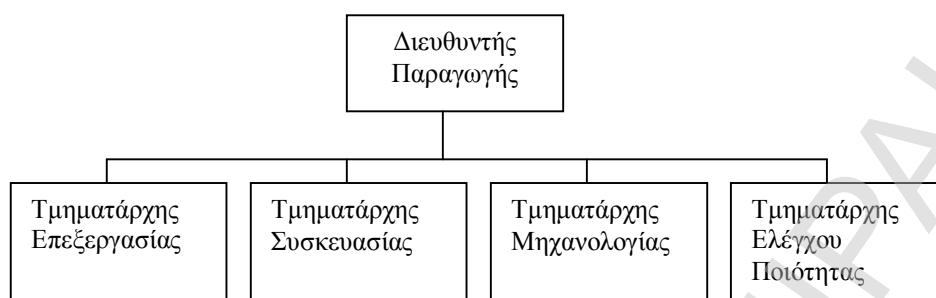 Διευθυντής
Παραγωγής
Τμηματάρχης
Επεξεργασίας
Τμηματάρχης
Συσκευασίας
Τμηματάρχης
Μηχανολογίας
Τμηματάρχης
Ελέγχου
Ποιότητας